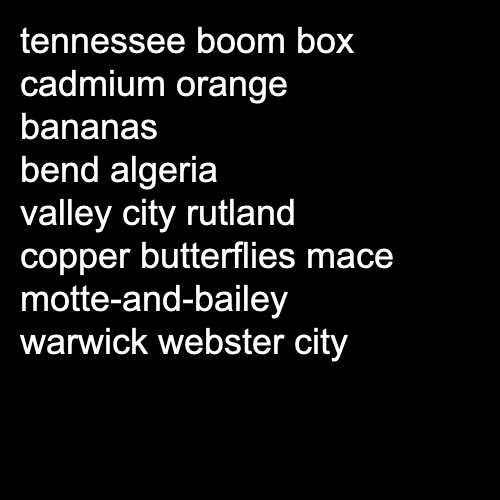 tennessee boom box
cadmium orange
bananas
bend algeria
valley city rutland
copper butterflies mace
motte-and-bailey
warwick webster city